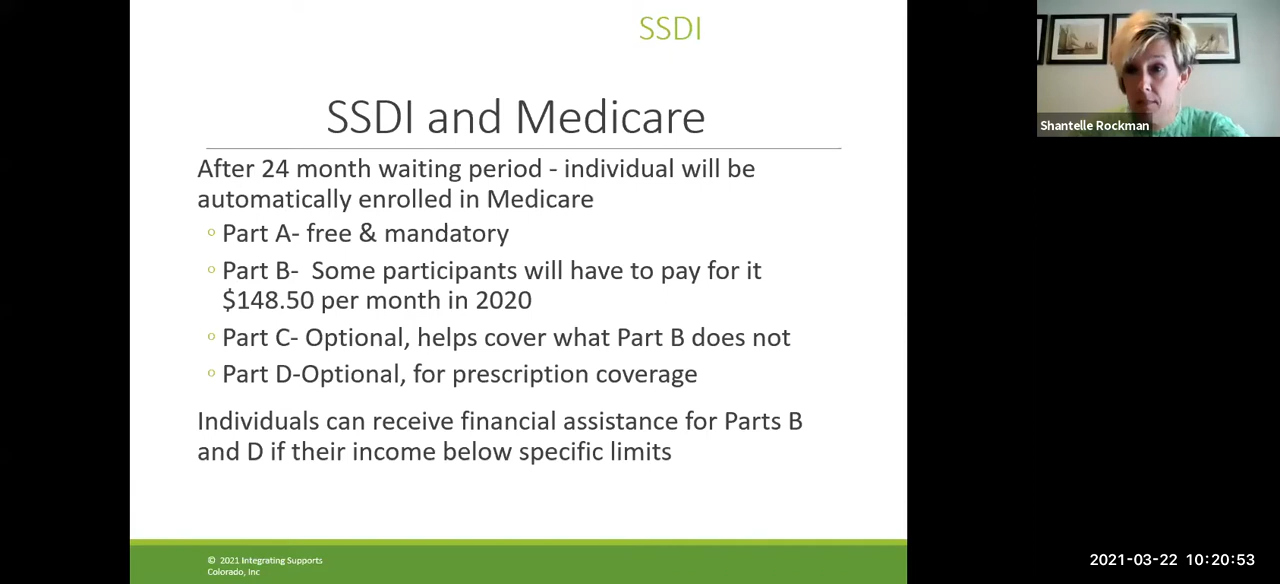 SSDI
SSDI and Medicare
After 24 month waiting period - individual will be
automatically enrolled in Medicare
◦ Part A- free & mandatory
◦ Part B-  Some participants will have to pay for it
$148.50 per month in 2020
◦ Part C- Optional, helps cover what Part B does not
◦ Part D-Optional, for prescription coverage
Individuals can receive financial assistance for Parts B
and D if their income below specific limits
© 2021 Integrating Supports
Colorado, Inc
Shantelle Rockman
2021-03-22 10:20:53